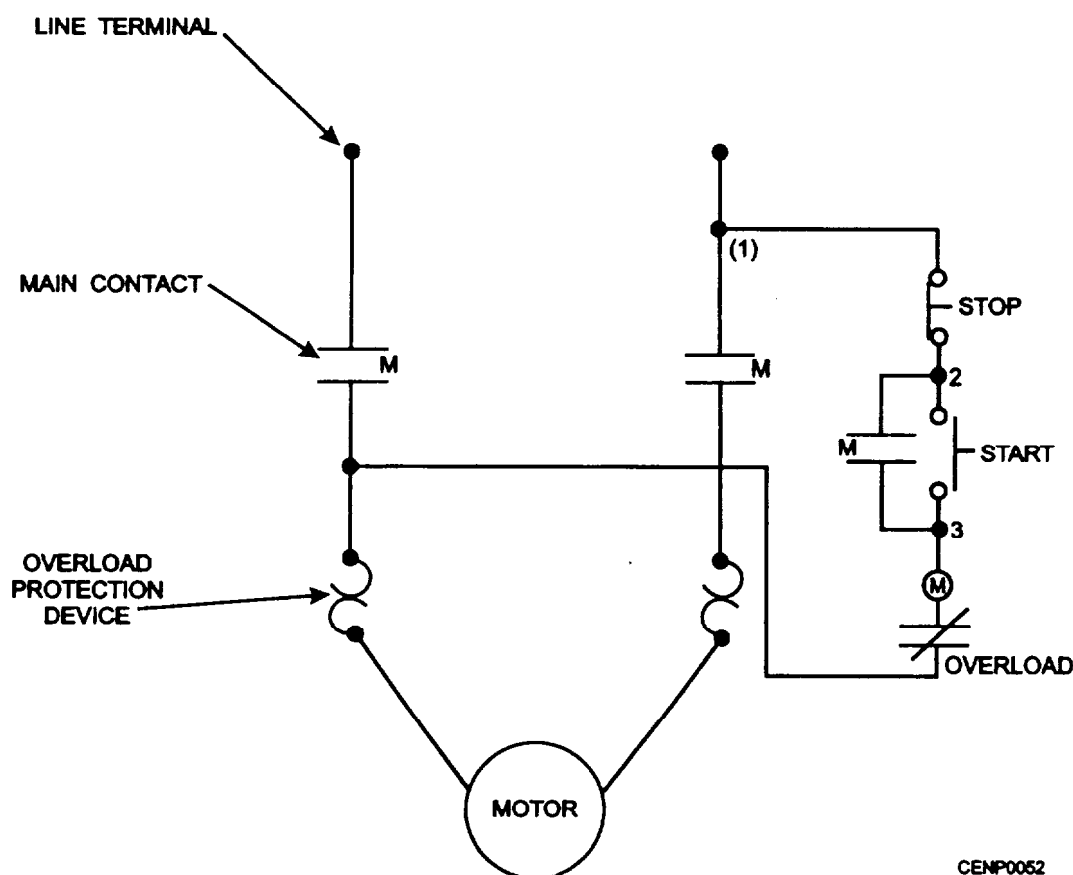 LINE TERMINAL
(1)
MAIN CONTACT
STOP
M
M
2
M
START
3
OVERLOAD
PROTECTION
DEVICE
M
OVERLOAD
MOTOR
CENP0052